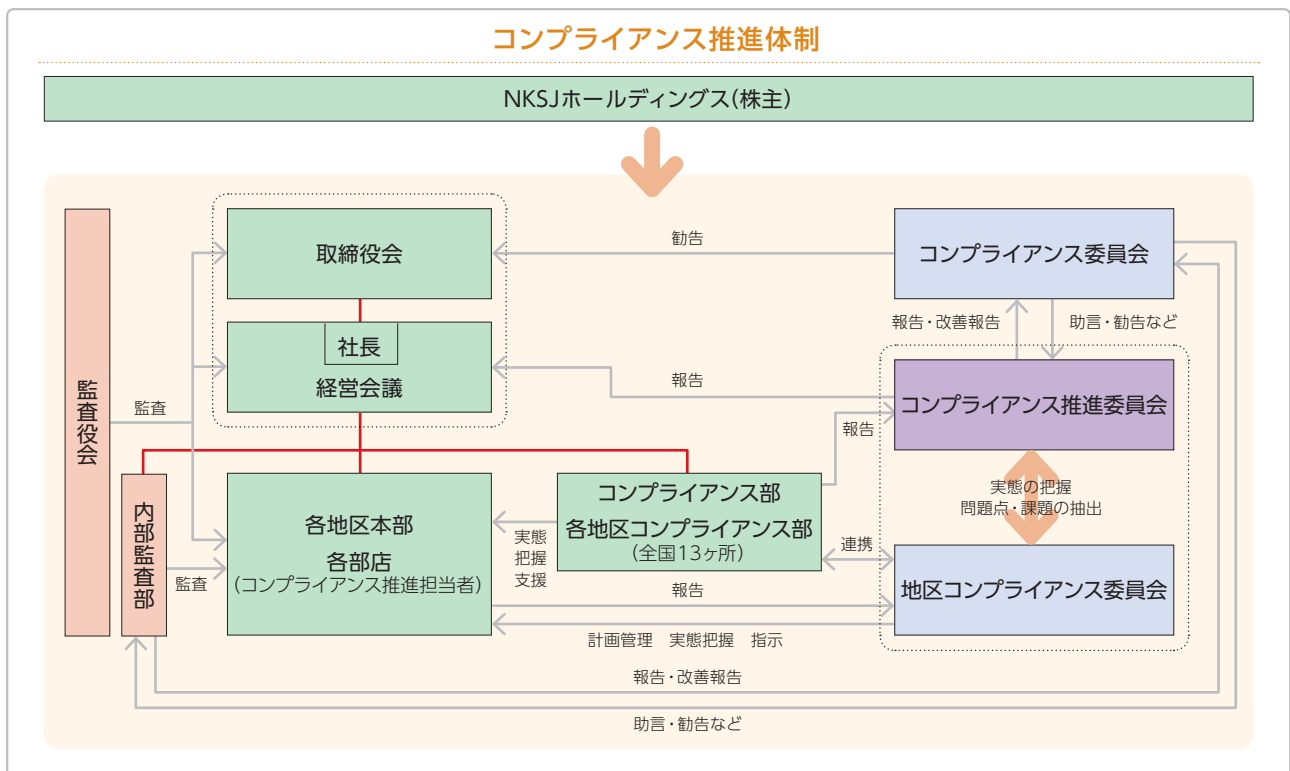 コンプライアンス推進体制
NKSJホールディングス(株主)
監査役会
監査
取締役会
勧告
コンプライアンス委員会
社長
経営会議
報告・改善報告
助言・勧告など
報告
コンプライアンス推進委員会
報告
内部監査部
監査
各地区本部
各部店
(コンプライアンス推進担当者)
実態
把握
支援
コンプライアンス部
各地区コンプライアンス部
(全国13ヶ所)
連携
実態の把握
問題点・課題の抽出
地区コンプライアンス委員会
報告
計画管理　実態把握　指示
報告・改善報告
助言・勧告など